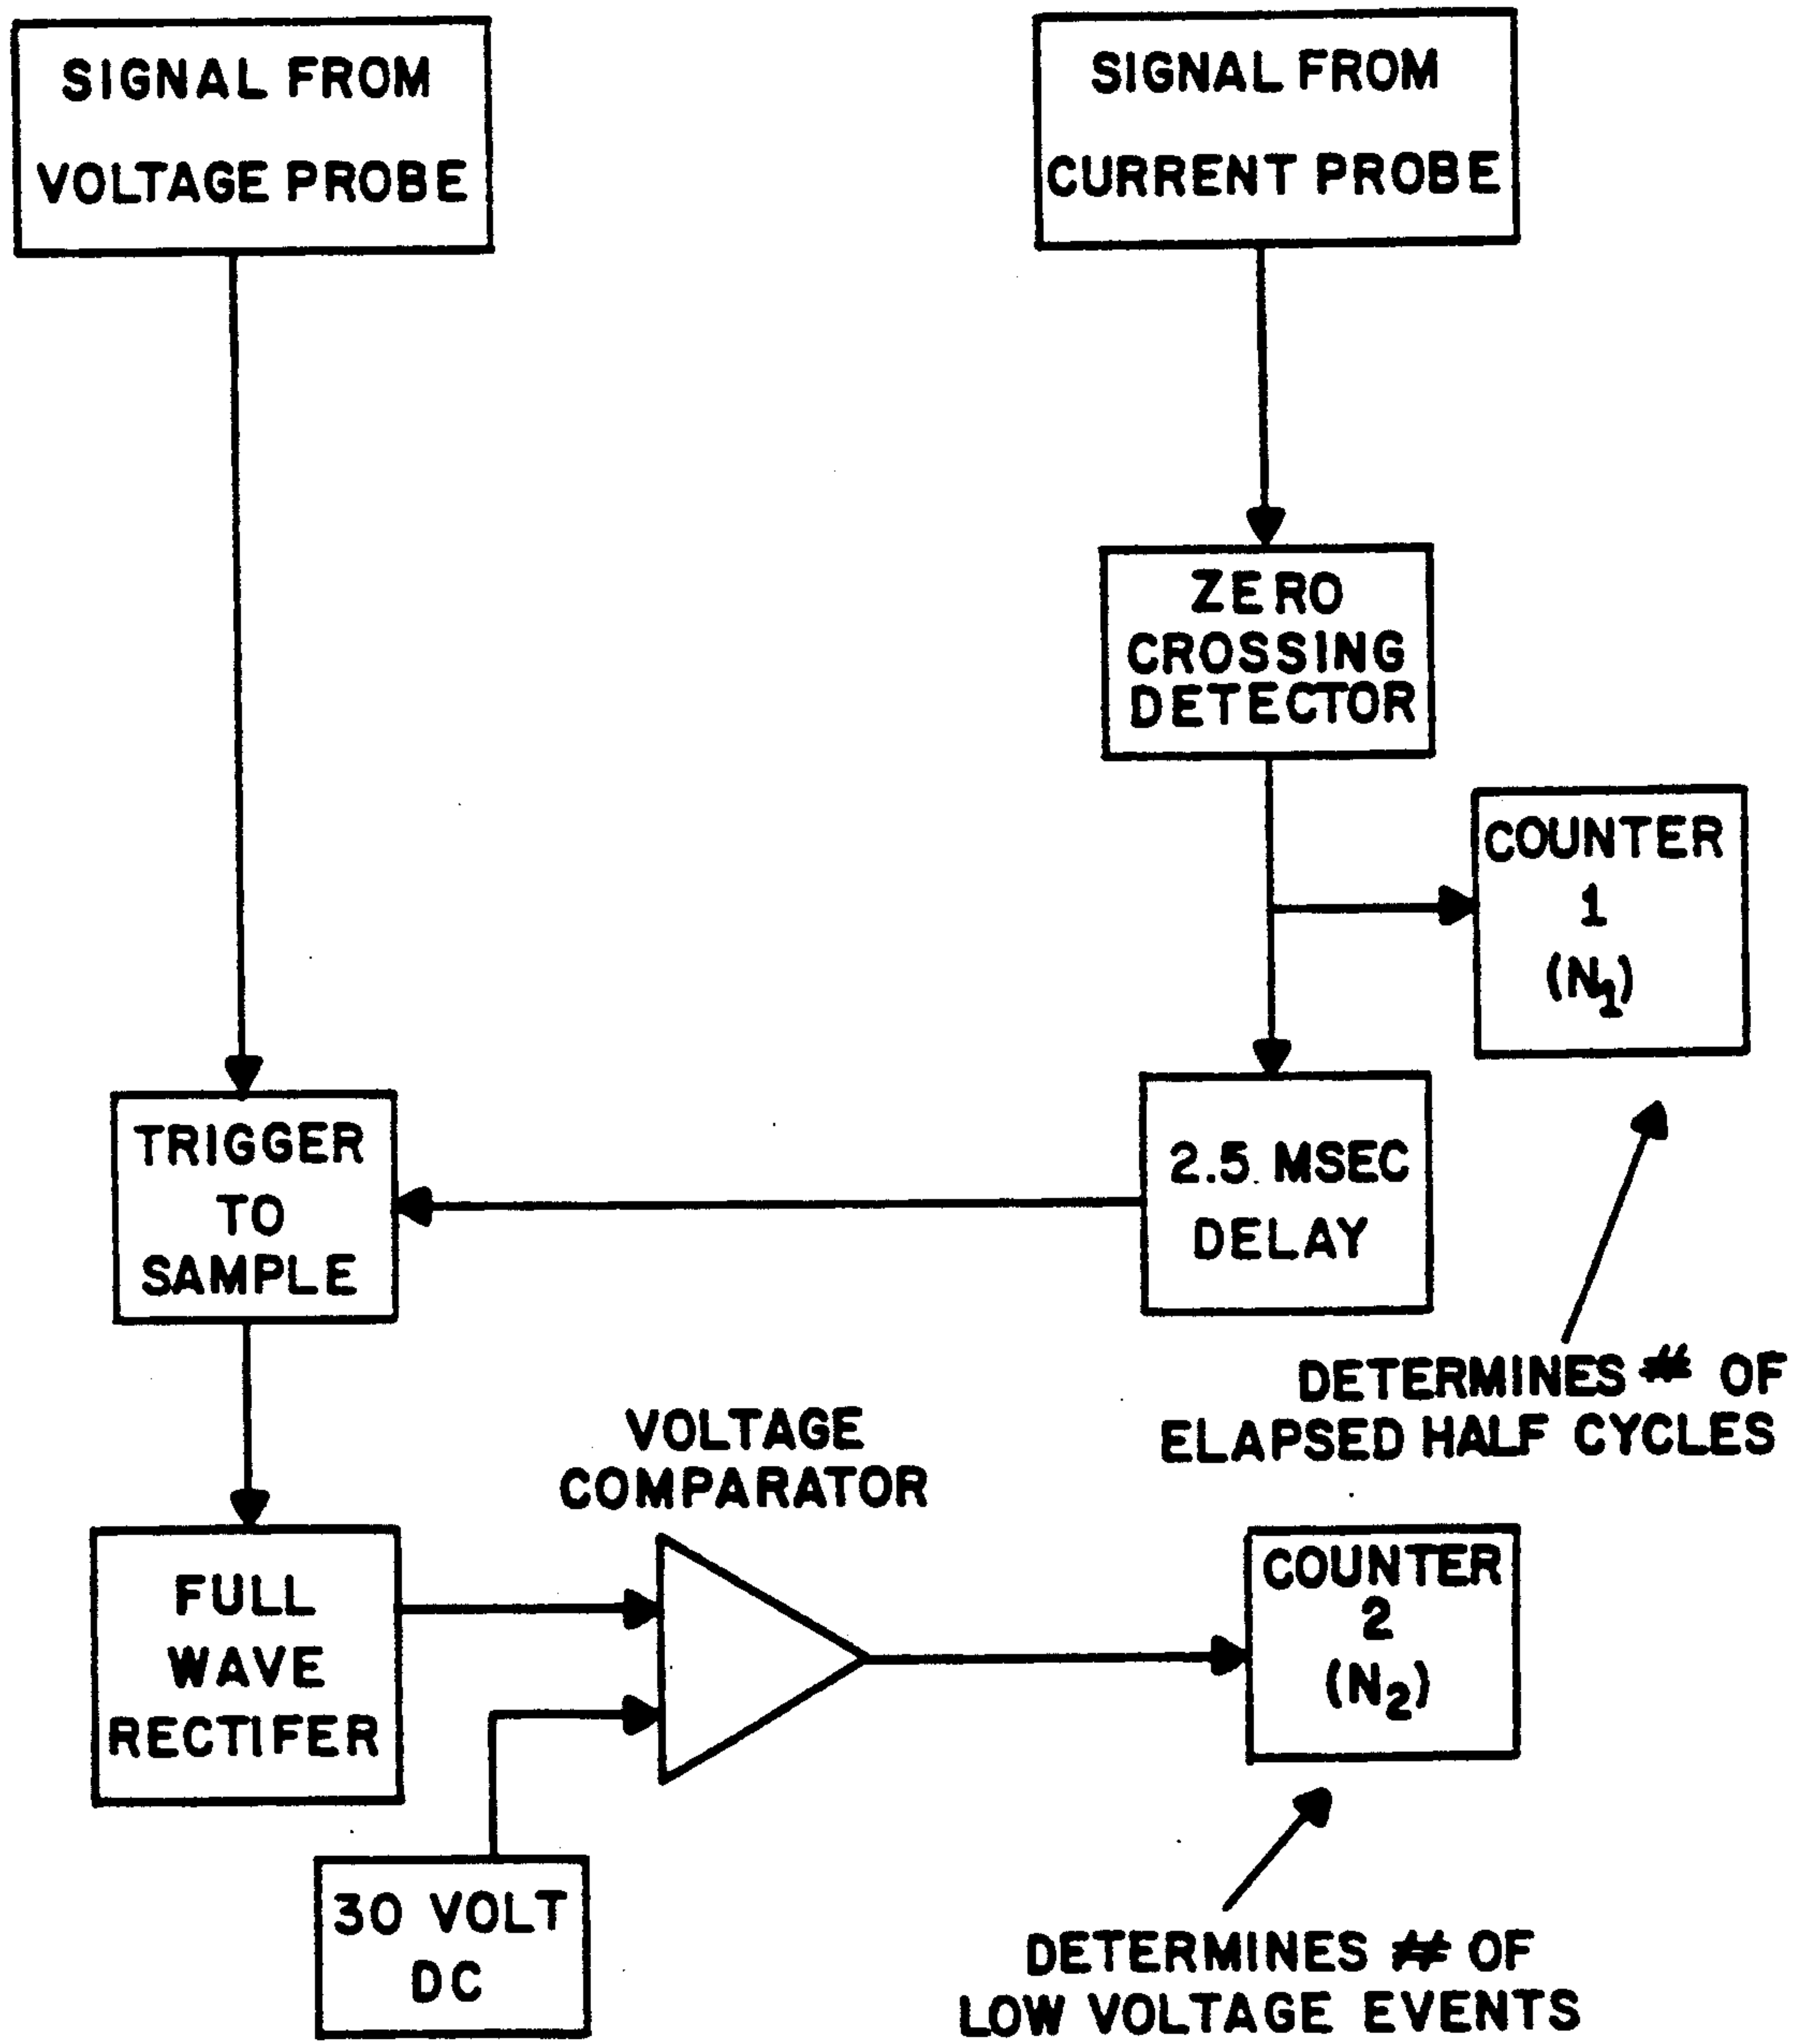 SIGNAL FROM
VOLTAGE PROBE
SIGNAL FROM
CURRENT PROBE
ZERO
CROSSING
DETECTOR
COUNTER
1
(N₁)
TRIGGER
TO
SAMPLE
2.5 MSEC
DELAY
DETERMINES # OF
ELAPSED HALF CYCLES
VOLTAGE
COMPARATOR
FULL
WAVE
RECTIFER
COUNTER
2
(N₂)
30 VOLT
DC
DETERMINES # OF
LOW VOLTAGE EVENTS